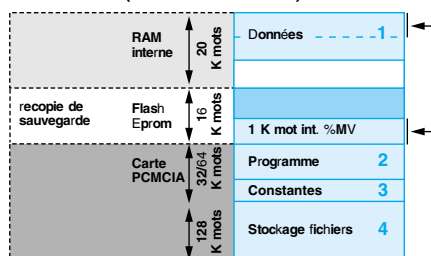 RAM interne
20 K mots
Données 1
recopie de sauvegarde
Flash Eprom
16 K mots
1 K mot int. %MV
Carte PCMCIA
32/64 K mots
Programme 2
Constantes 3
128 K mots
Stockage fichiers 4